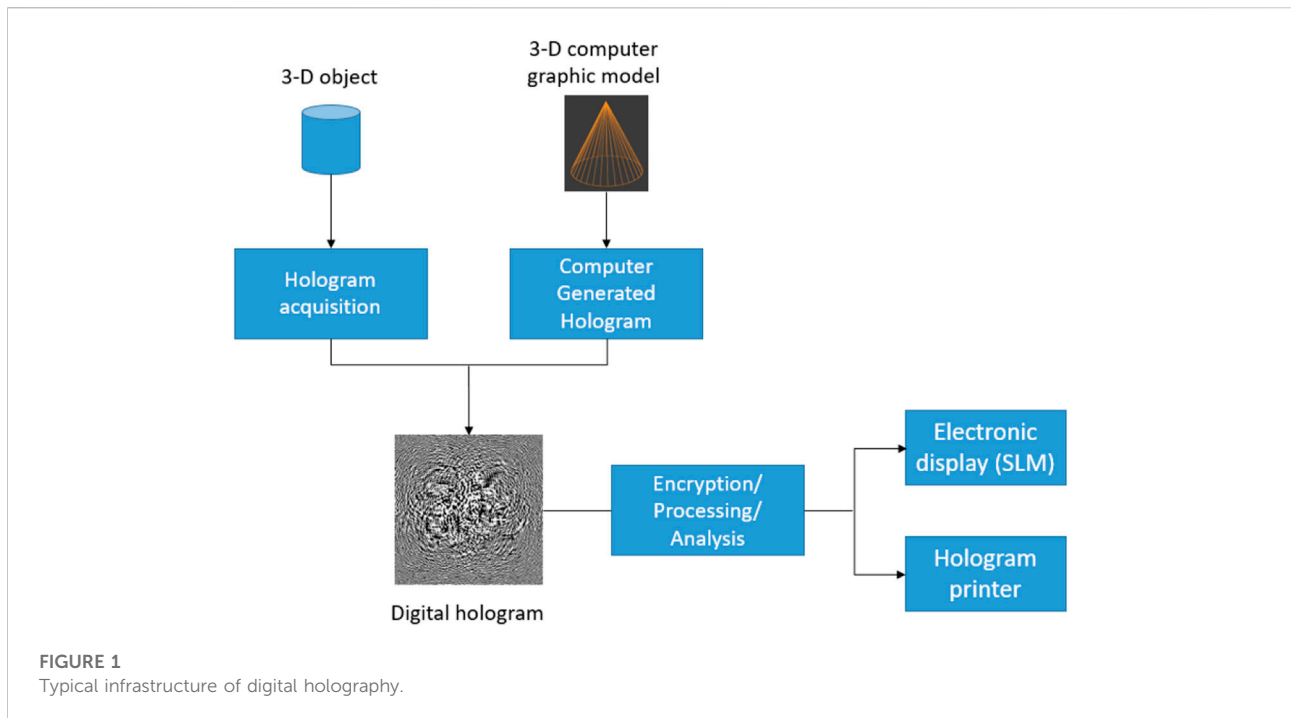 3-D object
3-D computer
graphic model
Hologram
acquisition
Computer
Generated
Hologram
Digital hologram
Encryption/
Processing/
Analysis
Electronic
display (SLM)
Hologram
printer
FIGURE 1
Typical infrastructure of digital holography.